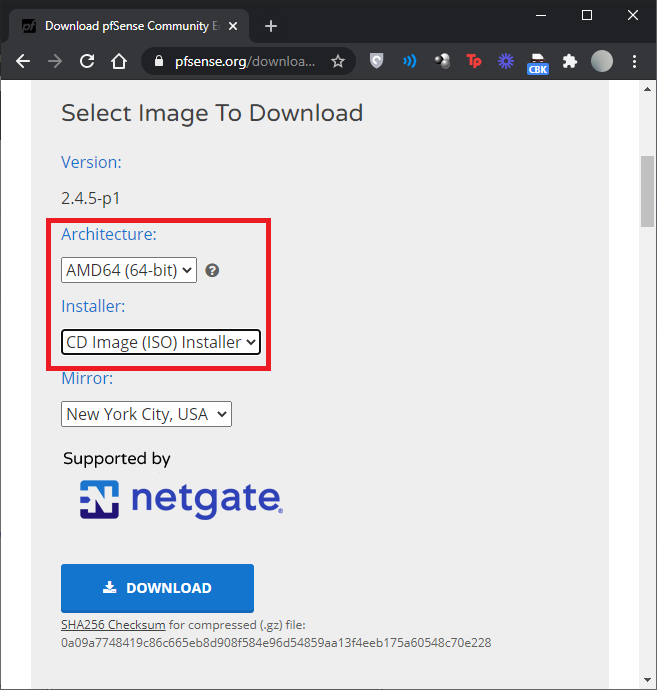 pf Download pfSense Community E
pfsense.org/downloa...
Tp
CBK
Select Image To Download
Version:
2.4.5-p1
Architecture:
AMD64 (64-bit)
?
Installer:
CD Image (ISO) Installer
Mirror:
New York City, USA
Supported by
N netgate®
DOWNLOAD
SHA256 Checksum for compressed (.gz) file:
0a09a7748419c86c665eb8d908f584e96d54859aa13f4eeb175a60548c70e228